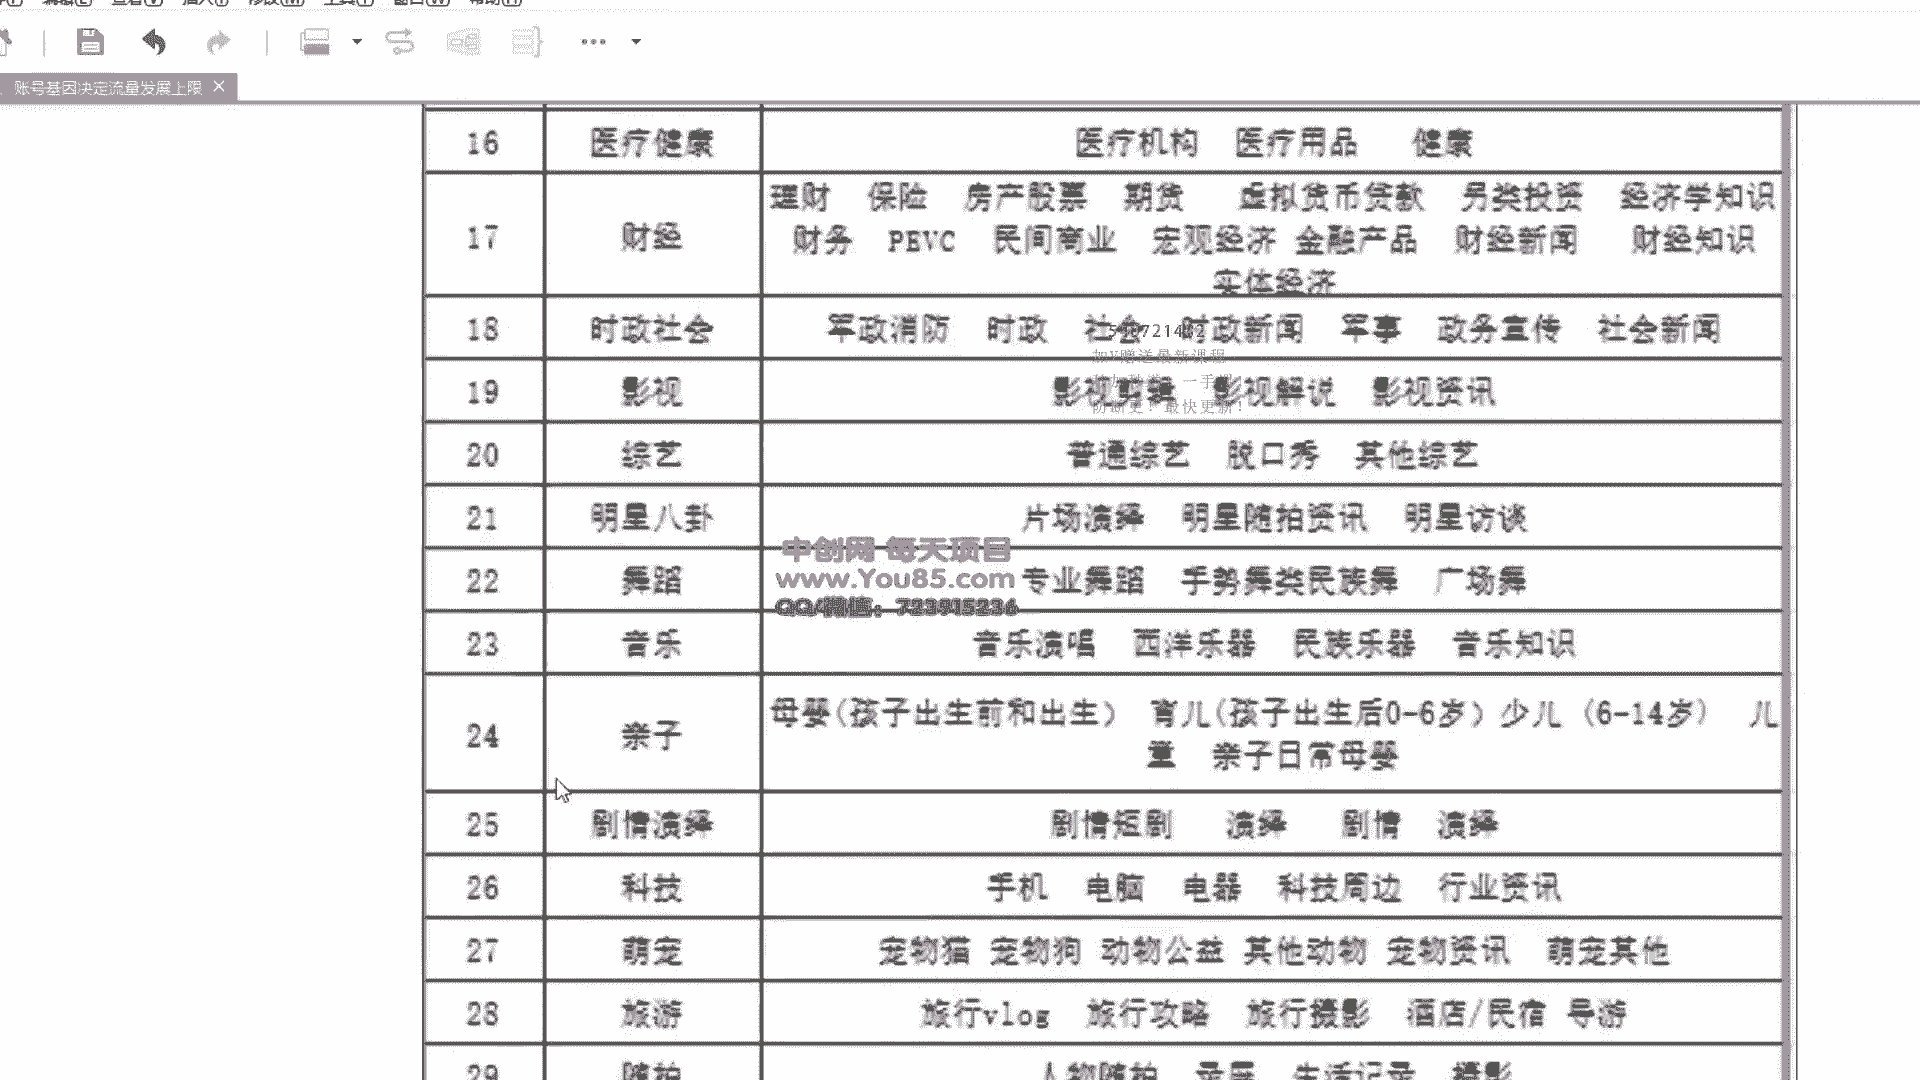 账号基因决定流量发展上限 ×
16 医疗健康 医疗机构 医疗用品 健康
理财 保险 房产股票 期货 虚拟货币贷款 另类投资 经济学知识
17 财经 财务 PEVC 民间商业 宏观经济 金融产品 财经新闻 财经知识
实体经济
18 时政社会 军政消防 时政 社会 时政新闻 军事 政务宣传 社会新闻
加V赠送最新课程
19 影视 影视剪辑 影视解说 影视资讯
最快更新！
20 综艺 普通综艺 脱口秀 其他综艺
21 明星八卦 片场演绎 明星随拍资讯 明星访谈
中创网 每天项目
www.You85.com
22 舞蹈 专业舞蹈 手势舞类民族舞 广场舞
QQ/微信：723915236
23 音乐 音乐演唱 西洋乐器 民族乐器 音乐知识
母婴(孩子出生前和出生） 育儿(孩子出生后0-6岁）少儿（6-14岁） 儿
24 亲子
童 亲子日常母婴
25 剧情演绎 剧情短剧 演绎 剧情 演绎
26 科技 手机 电脑 电器 科技周边 行业资讯
27 萌宠 宠物猫 宠物狗 动物公益 其他动物 宠物资讯 萌宠其他
28 旅游 旅行vlog 旅行攻略 旅行摄影 酒店/民宿 导游
29 随拍 人物随拍 生活记录 摄影